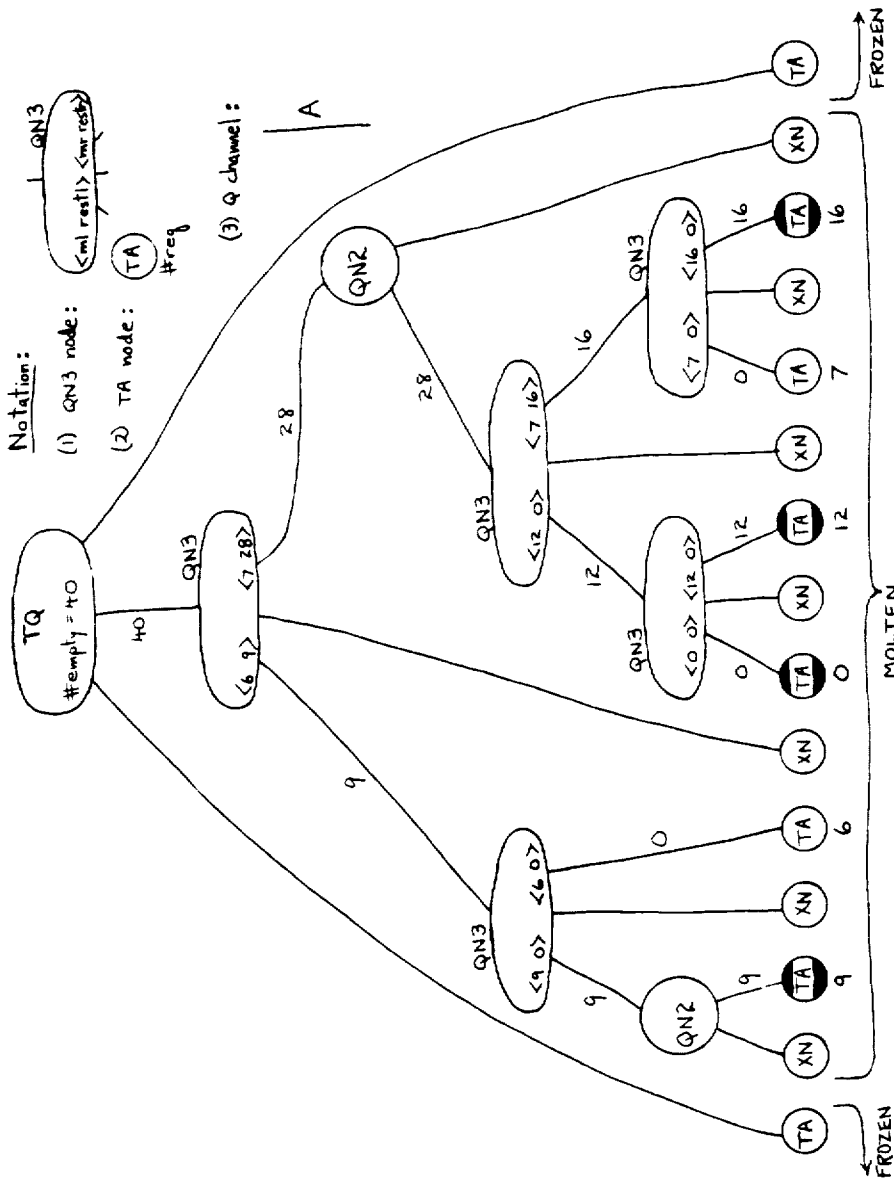 Notation:
(1) QN3 node:
QN3
<ml restl> <mr restr>
(2) TA node:
TA
#req
(3) Q channel:
A
TQ
#empty = 40
40
QN3
<6 9> <7 28>
9
28
QN2
28
QN3
<9 0> <6 0>
QN3
<12 0> <7 16>
9
0
12
16
QN2
9
QN3
<0 0> <12 0>
QN3
<7 0> <16 0>
0
12
0
16
TA
XN
TA
XN
TA
XN
TA
XN
TA
XN
TA
XN
TA
XN
TA
9
6
0
12
7
16
FROZEN
MOLTEN
FROZEN